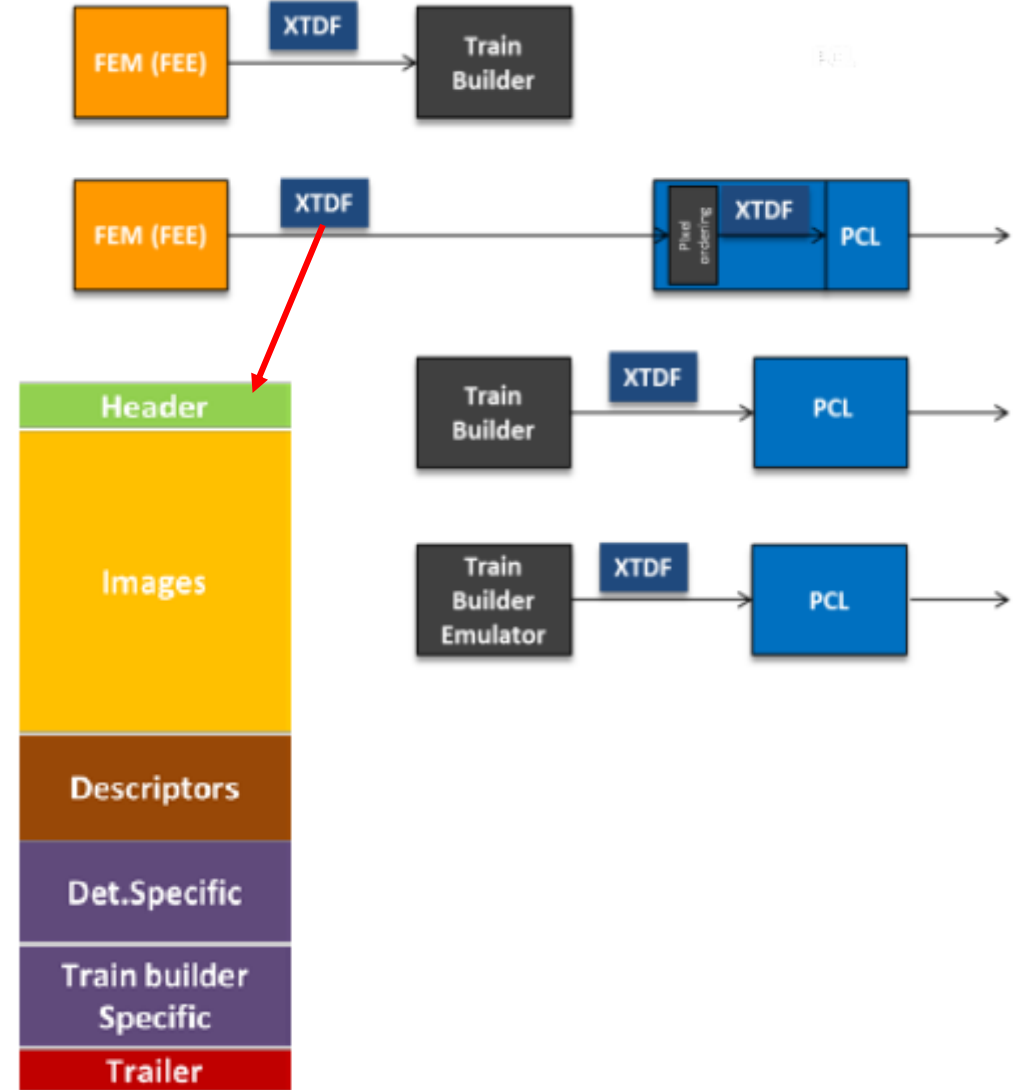 XTDF
FEM (FEE)
Train
Builder
XTDF
FEM (FEE)
Pixel
ordering
XTDF
PCL
Train
Builder
XTDF
PCL
Train
Builder
Emulator
XTDF
PCL
Header
Images
Descriptors
Det.Specific
Train builder
Specific
Trailer